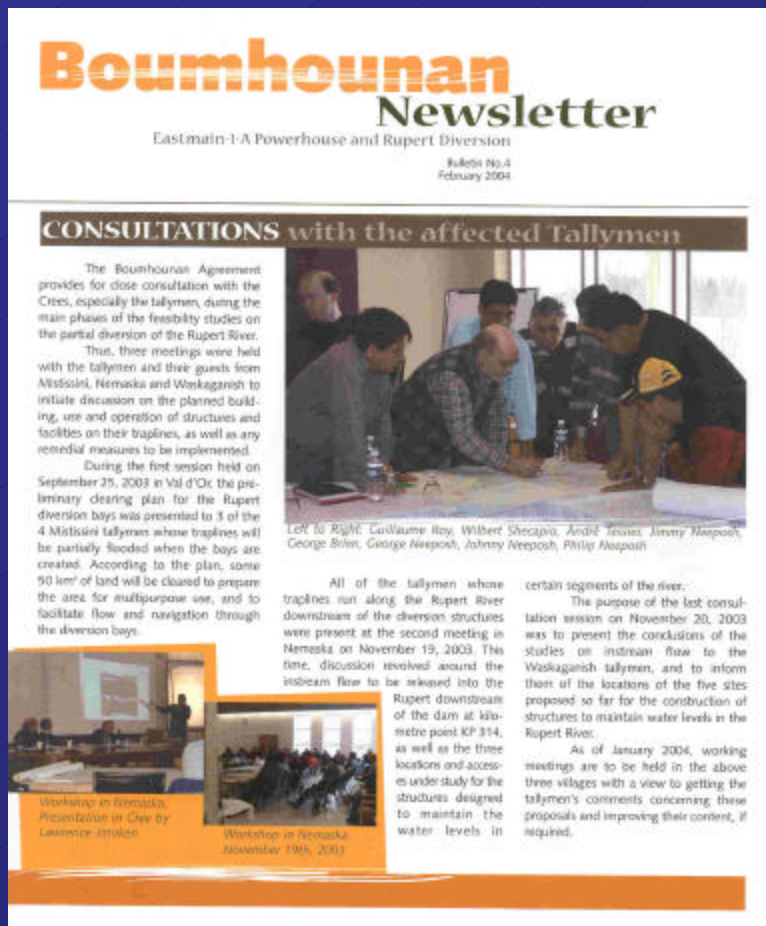 Boumhounan
Newsletter
Eastmain-1-A Powerhouse and Rupert Diversion
Bulletin No.4
February 2004
CONSULTATIONS with the affected Tallymen
The Boumhounan Agreement
provides for close consultation with the
Crees, especially the tallymen, during the
main phases of the feasibility studies on
the partial diversion of the Rupert River.
Thus, three meetings were held
with the tallymen and their guests from
Mistissini, Nemaska and Waskaganish to
initiate discussion on the planned build-
ing, use and operation of structures and
facilities on their traplines, as well as any
remedial measures to be implemented.
During the first session held on
September 25, 2003 in Val d'Or, the pre-
liminary clearing plan for the Rupert
diversion bays was presented to 3 of the
4 Mistissini tallymen whose traplines will
be partially flooded when the bays are
created. According to the plan, some
50 km² of land will be cleared to prepare
the area for multipurpose use, and to
facilitate flow and navigation through
the diversion bays.
Left to Right: Guillaume Roy, Wilbert Shecapio, André Tessier, Jimmy Neeposh,
George Brien, George Neeposh, Johnny Neeposh, Philip Neeposh
All of the tallymen whose
traplines run along the Rupert River
downstream of the diversion structures
were present at the second meeting in
Nemaska on November 19, 2003. This
time, discussion revolved around the
instream flow to be released into the
Rupert downstream
of the dam at kilo-
metre point KP 314,
as well as the three
locations and access-
es under study for the
structures designed
to maintain the
water levels in
certain segments of the river.
The purpose of the last consul-
tation session on November 20, 2003
was to present the conclusions of the
studies on instream flow to the
Waskaganish tallymen, and to inform
them of the locations of the five sites
proposed so far for the construction of
structures to maintain water levels in the
Rupert River.
As of January 2004, working
meetings are to be held in the above
three villages with a view to getting the
tallymen's comments concerning these
proposals and improving their content, if
required.
Workshop in Nemaska,
Presentation in Cree by
Lawrence
Workshop in Nemaska
November 19th, 2003